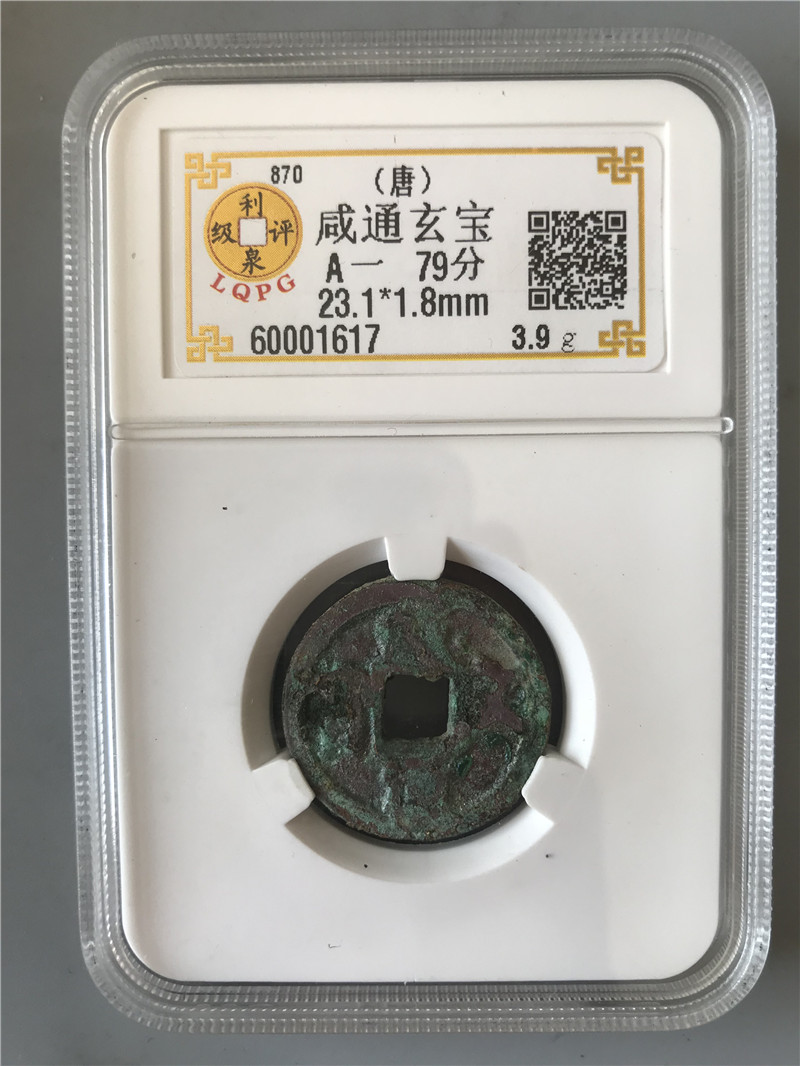 870
（唐）
利泉评级
LQPG
咸通玄宝
A一 79分
23.1*1.8mm
60001617
3.9 g